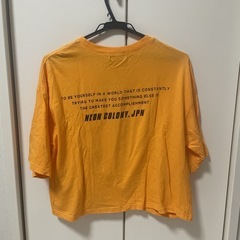 TO BE YOURSELF IN A WORLD THAT IS CONSTANTLY
TRYING TO MAKE YOU SOMETHING ELSE IS
THE GREATEST ACCOMPLISHMENT.
NEON COLONY. JPN